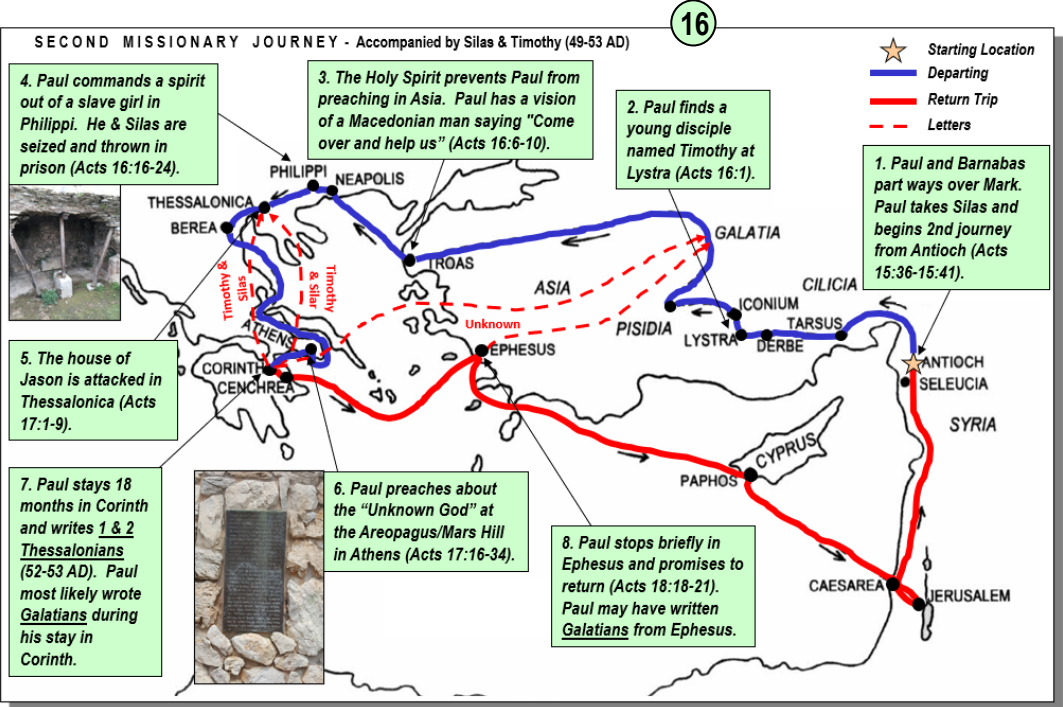 16
SECOND MISSIONARY JOURNEY - Accompanied by Silas & Timothy (49-53 AD)
Starting Location
Departing
Return Trip
Letters
4. Paul commands a spirit
out of a slave girl in
Philippi. He & Silas are
seized and thrown in
prison (Acts 16:16-24).
3. The Holy Spirit prevents Paul from
preaching in Asia. Paul has a vision
of a Macedonian man saying "Come
over and help us” (Acts 16:6-10).
2. Paul finds a
young disciple
named Timothy at
Lystra (Acts 16:1).
1. Paul and Barnabas
part ways over Mark.
Paul takes Silas and
begins 2nd journey
from Antioch (Acts
15:36-15:41).
PHILIPPI
NEAPOLIS
THESSALONICA
BEREA
TROAS
GALATIA
ASIA
CILICIA
PISIDIA
ICONIUM
LYSTRA
DERBE
TARSUS
Timothy &
Silas
Timothy
& Silar
Unknown
ATHENS
CORINTH
CENCHREA
EPHESUS
ANTIOCH
SELEUCIA
SYRIA
CYPRUS
PAPHOS
CAESAREA
JERUSALEM
5. The house of
Jason is attacked in
Thessalonica (Acts
17:1-9).
7. Paul stays 18
months in Corinth
and writes 1 & 2
Thessalonians
(52-53 AD). Paul
most likely wrote
Galatians during
his stay in
Corinth.
6. Paul preaches about
the “Unknown God” at
the Areopagus/Mars Hill
in Athens (Acts 17:16-34).
8. Paul stops briefly in
Ephesus and promises to
return (Acts 18:18-21).
Paul may have written
Galatians from Ephesus.